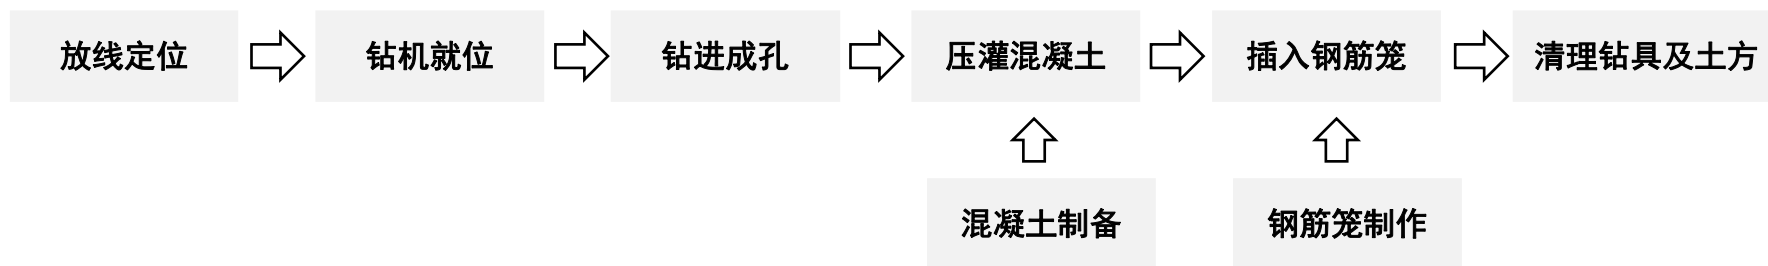 放线定位
钻机就位
钻进成孔
压灌混凝土
插入钢筋笼
清理钻具及土方
混凝土制备
钢筋笼制作